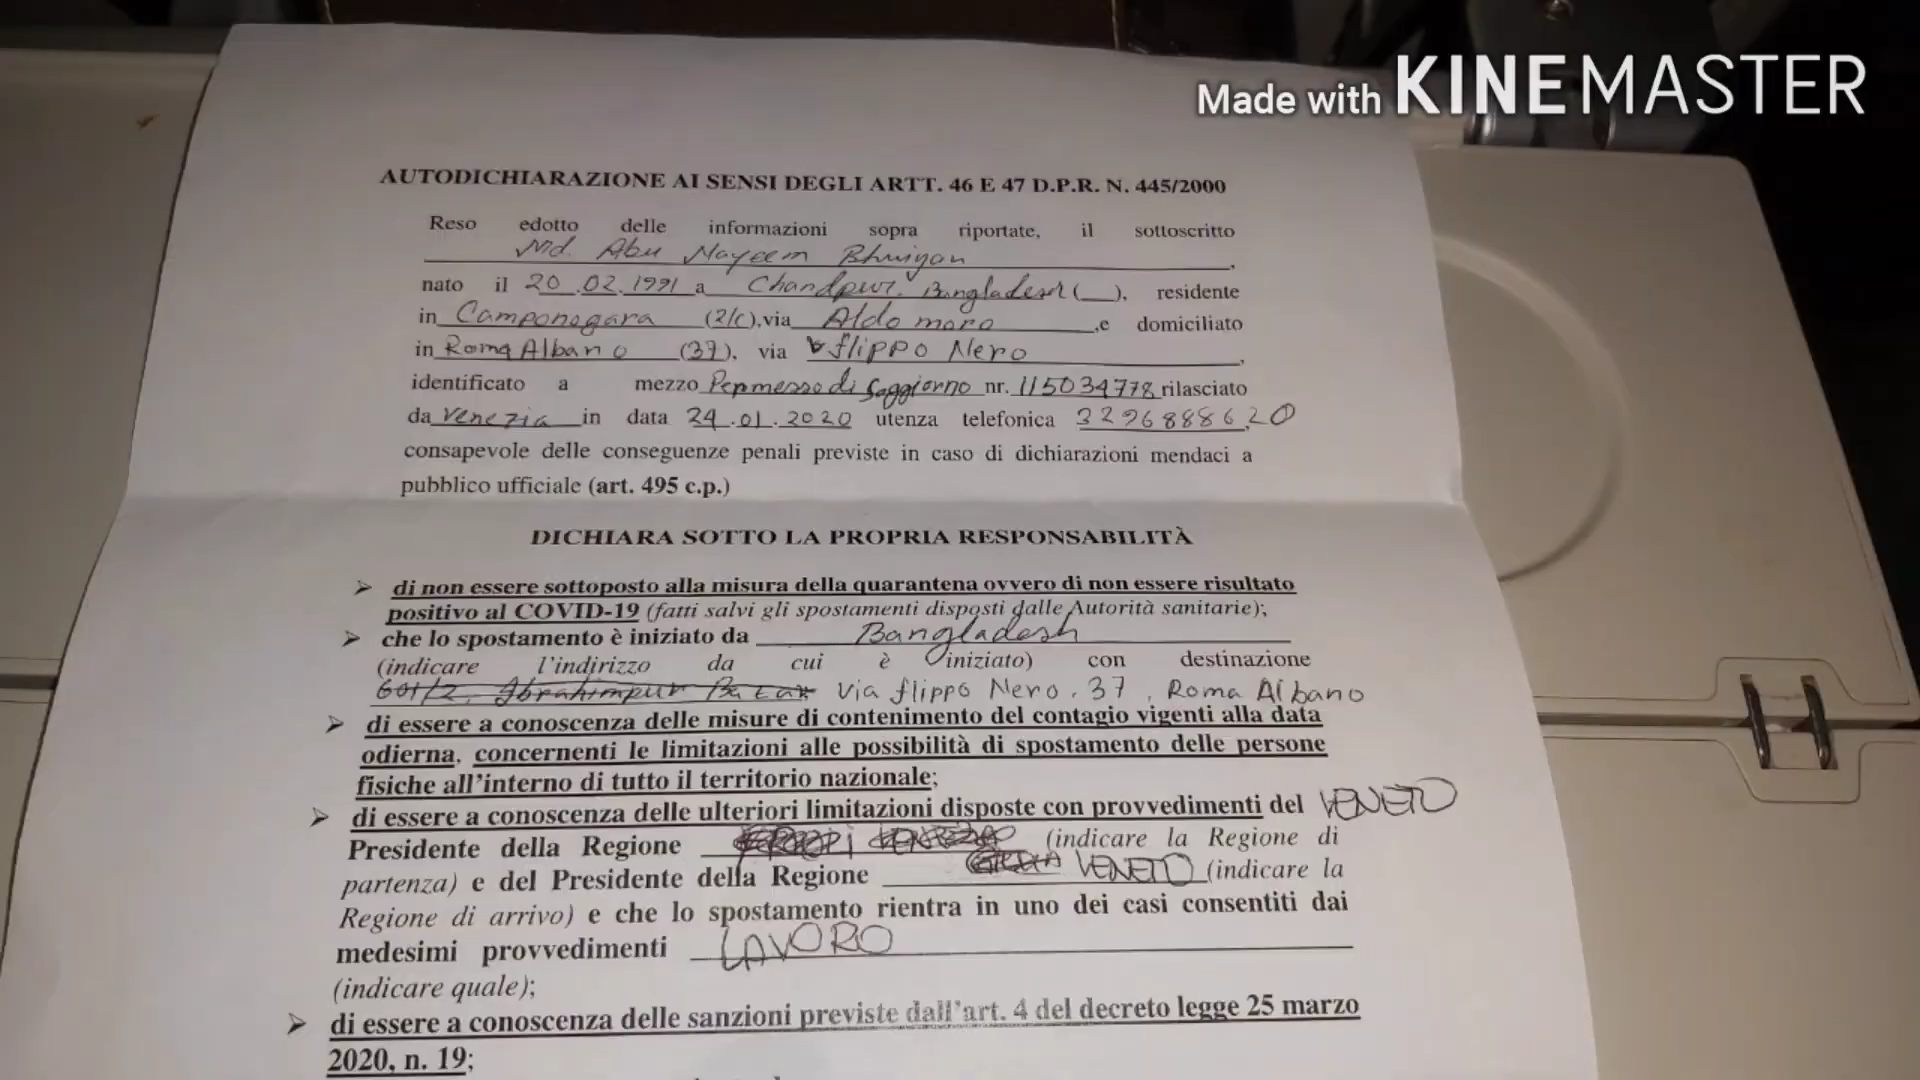 Made with KINEMASTER
AUTODICHIARAZIONE AI SENSI DEGLI ARTT. 46 E 47 D.P.R. N. 445/2000
Reso edotto delle informazioni sopra riportate, il sottoscritto
Md. Abu Nayeem Bhuiyan,
nato il 20.02.1991 a Chandpur. Bangladesh (__), residente
in Camponogara (2/c), via Aldo moro, e domiciliato
in Roma Albano (37), via flippo Nero,
identificato a mezzo Pepmesso di Soggiorno nr. 115034778 rilasciato
da Venezia in data 24.01.2020 utenza telefonica 3296888620
consapevole delle conseguenze penali previste in caso di dichiarazioni mendaci a
pubblico ufficiale (art. 495 c.p.)
DICHIARA SOTTO LA PROPRIA RESPONSABILITÀ
➢ di non essere sottoposto alla misura della quarantena ovvero di non essere risultato
positivo al COVID-19 (fatti salvi gli spostamenti disposti dalle Autorità sanitarie);
➢ che lo spostamento è iniziato da Bangladesh
(indicare l'indirizzo da cui è iniziato) con destinazione
Ibrahimpur Bazar Via flippo Nero. 37, Roma Albano
➢ di essere a conoscenza delle misure di contenimento del contagio vigenti alla data
odierna, concernenti le limitazioni alle possibilità di spostamento delle persone
fisiche all'interno di tutto il territorio nazionale;
➢ di essere a conoscenza delle ulteriori limitazioni disposte con provvedimenti del VENETO
Presidente della Regione (indicare la Regione di
partenza) e del Presidente della Regione VENETO (indicare la
Regione di arrivo) e che lo spostamento rientra in uno dei casi consentiti dai
medesimi provvedimenti LAVORO
(indicare quale);
➢ di essere a conoscenza delle sanzioni previste dall'art. 4 del decreto legge 25 marzo
2020, n. 19;